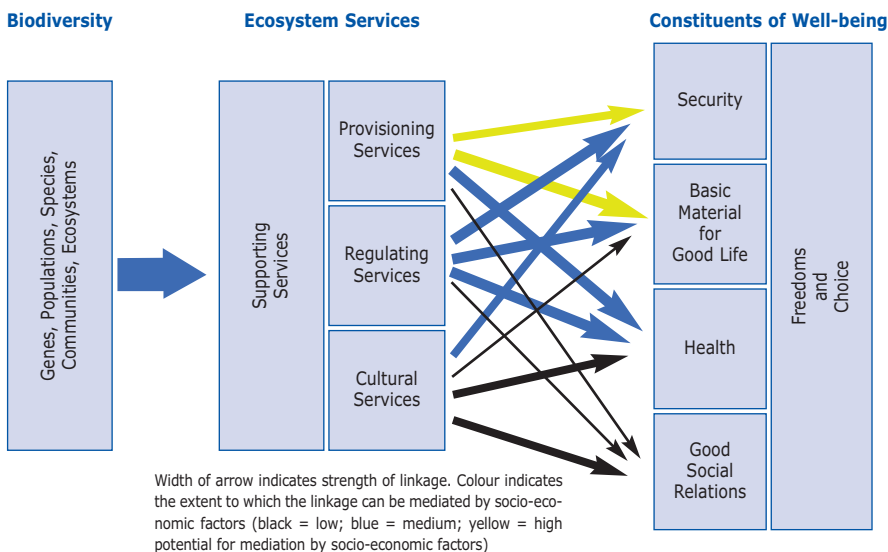 Biodiversity
Ecosystem Services
Constituents of Well-being
Genes, Populations, Species,
Communities, Ecosystems
Supporting
Services
Provisioning
Services
Regulating
Services
Cultural
Services
Security
Basic
Material
for
Good Life
Health
Good
Social
Relations
Freedoms
and
Choice
Width of arrow indicates strength of linkage. Colour indicates
the extent to which the linkage can be mediated by socio-eco-
nomic factors (black = low; blue = medium; yellow = high
potential for mediation by socio-economic factors)